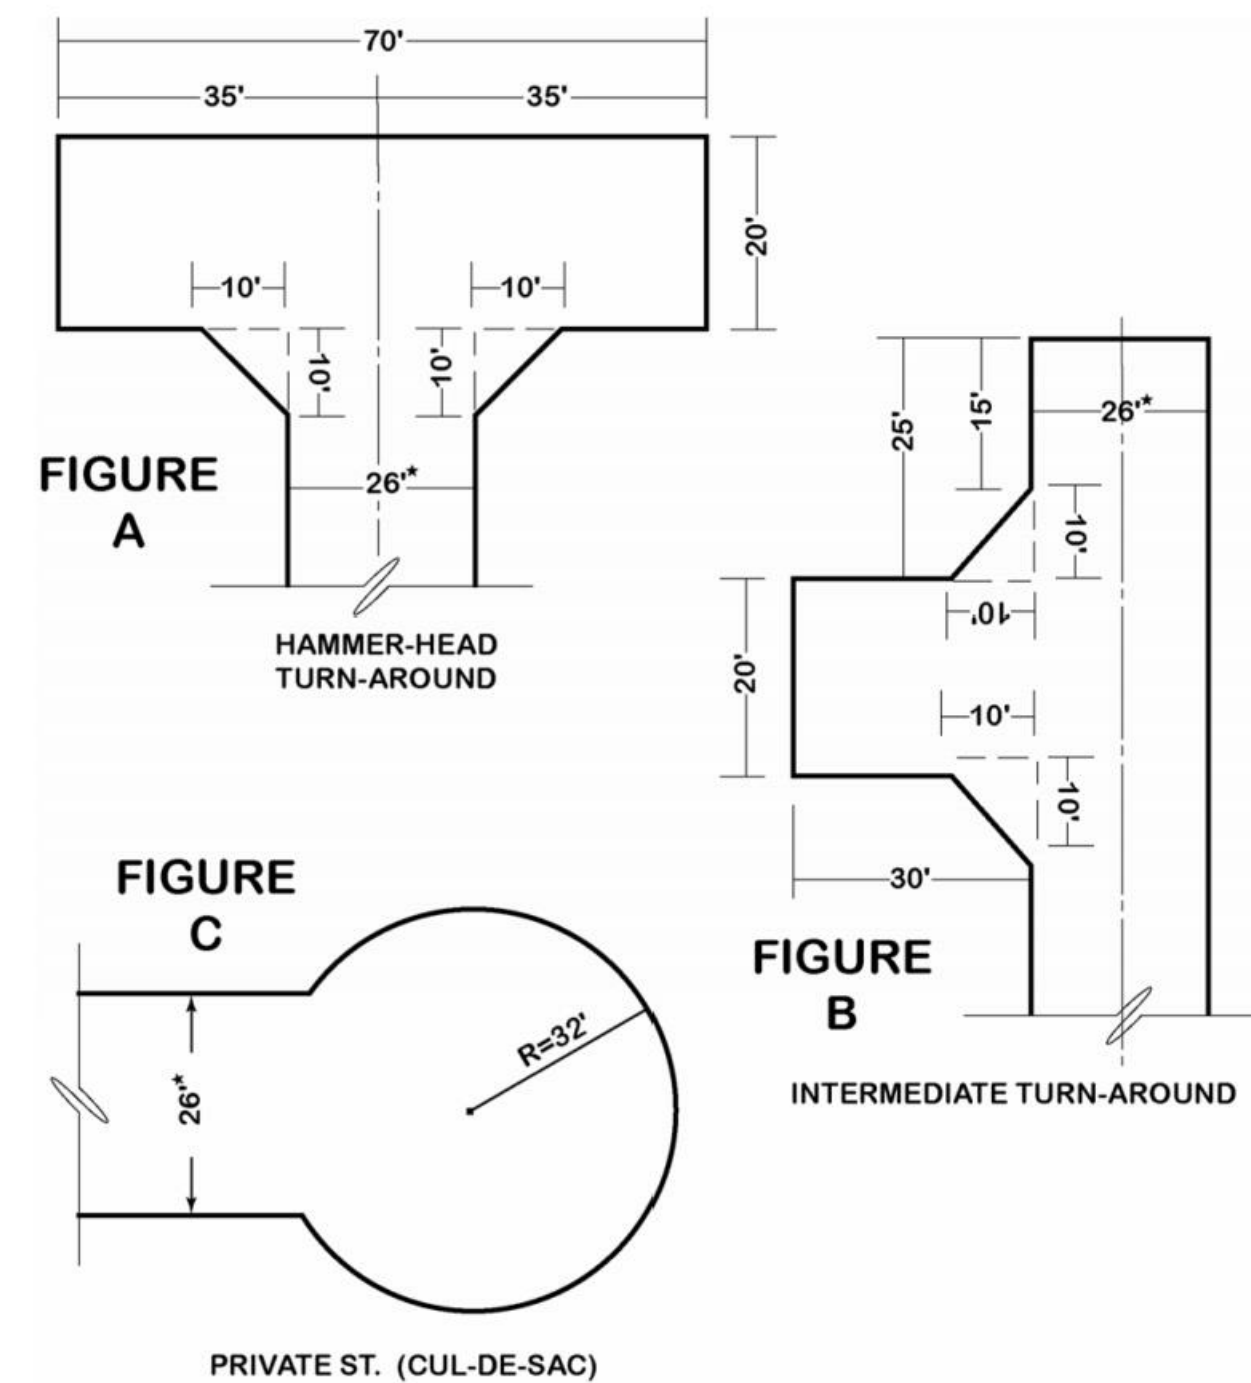 70'
35'
35'
20'
10'
10'
10'
10'
26'*
FIGURE
A
HAMMER-HEAD
TURN-AROUND
25'
15'
26'*
10'
10'
20'
10'
10'
30'
FIGURE
B
INTERMEDIATE TURN-AROUND
FIGURE
C
26'*
R=32'
PRIVATE ST. (CUL-DE-SAC)